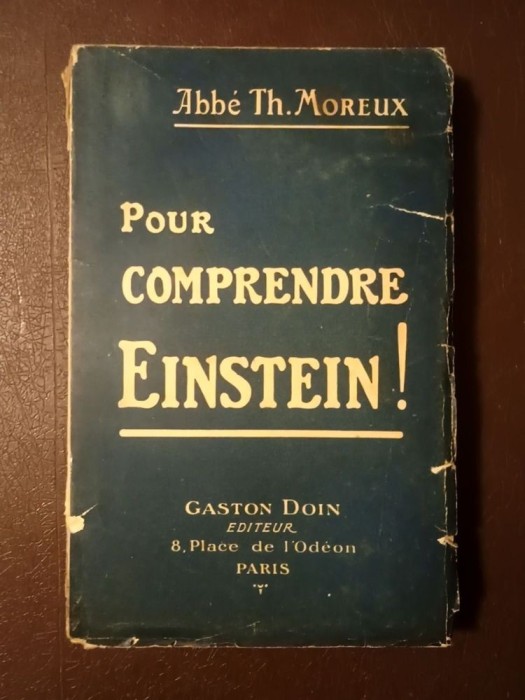 Abbé Th. Moreux
Pour
comprendre
Einstein!
Gaston Doin
EDITEUR
8, Place de l'Odéon
PARIS